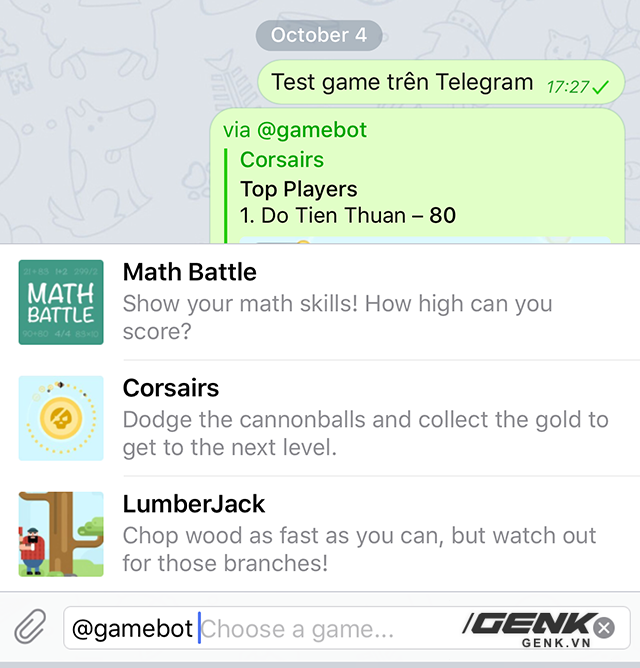 October 4
Test game trên Telegram 17:27
via @gamebot
Corsairs
Top Players
1. Do Tien Thuan – 80
MATH
BATTLE
Math Battle
Show your math skills! How high can you
score?
Corsairs
Dodge the cannonballs and collect the gold to
get to the next level.
LumberJack
Chop wood as fast as you can, but watch out
for those branches!
@gamebot Choose a game...
GENK
GENK.VN